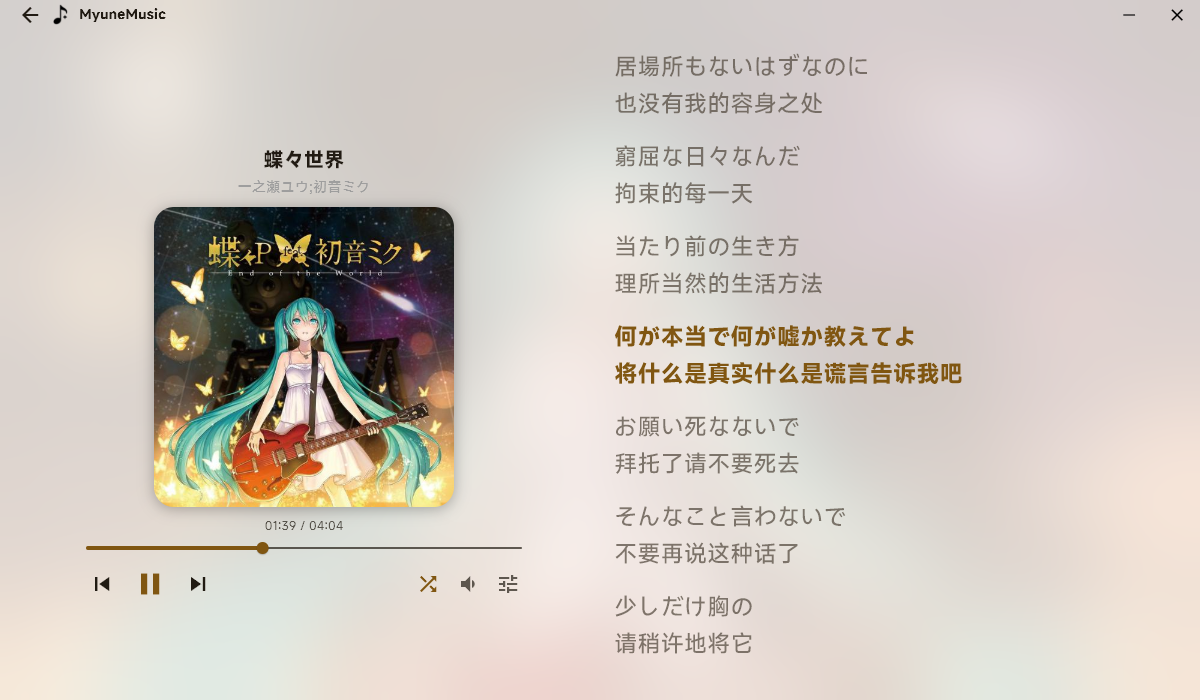 MyuneMusic
蝶々世界
一之瀬ユウ;初音ミク
蝶々P feat 初音ミク
End of the World
01:39 / 04:04
居場所もないはずなのに
也没有我的容身之处
窮屈な日々なんだ
拘束的每一天
当たり前の生き方
理所当然的生活方法
何が本当で何が嘘か教えてよ
将什么是真实什么是谎言告诉我吧
お願い死なないで
拜托了请不要死去
そんなこと言わないで
不要再说这种话了
少しだけ胸の
请稍许地将它